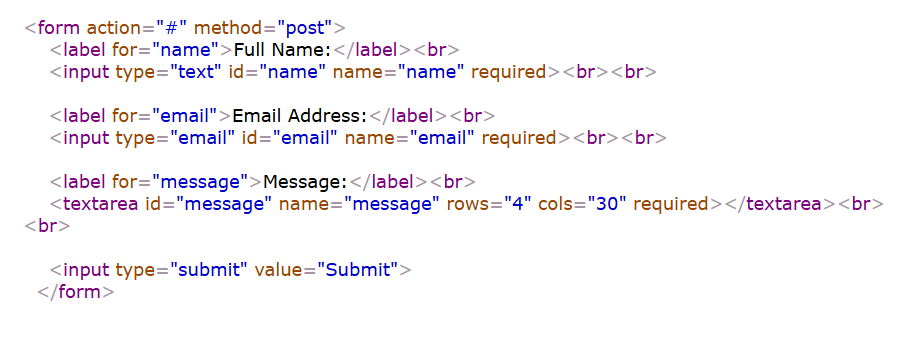 <form action="#" method="post">
<label for="name">Full Name:</label><br>
<input type="text" id="name" name="name" required><br><br>
<label for="email">Email Address:</label><br>
<input type="email" id="email" name="email" required><br><br>
<label for="message">Message:</label><br>
<textarea id="message" name="message" rows="4" cols="30" required></textarea><br>
<br>
<input type="submit" value="Submit">
</form>